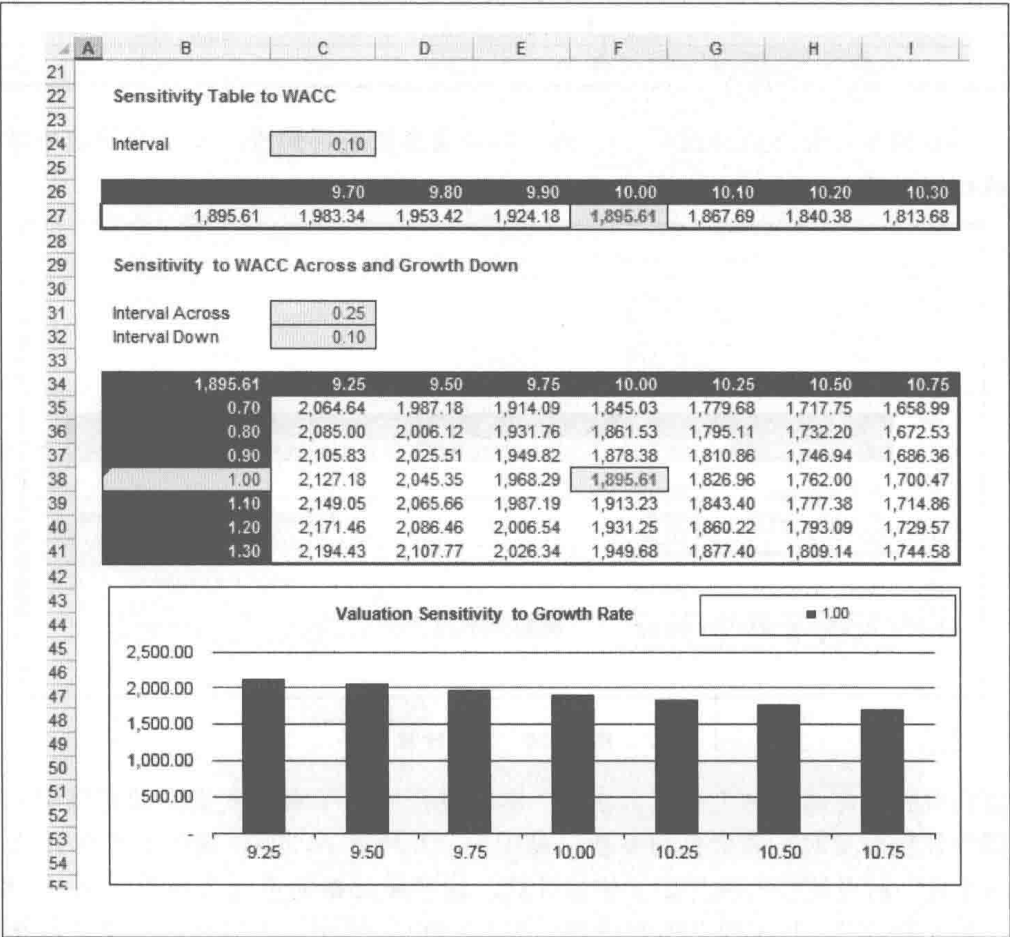 A B C D E F G H I
21
22 Sensitivity Table to WACC
23
24 Interval 0.10
25
26 9.70 9.80 9.90 10.00 10.10 10.20 10.30
27 1,895.61 1,983.34 1,953.42 1,924.18 1,895.61 1,867.69 1,840.38 1,813.68
28
29 Sensitivity to WACC Across and Growth Down
30
31 Interval Across 0.25
32 Interval Down 0.10
33
34 1,895.61 9.25 9.50 9.75 10.00 10.25 10.50 10.75
35 0.70 2,064.64 1,987.18 1,914.09 1,845.03 1,779.68 1,717.75 1,658.99
36 0.80 2,085.00 2,006.12 1,931.76 1,861.53 1,795.11 1,732.20 1,672.53
37 0.90 2,105.83 2,025.51 1,949.82 1,878.38 1,810.86 1,746.94 1,686.36
38 1.00 2,127.18 2,045.35 1,968.29 1,895.61 1,826.96 1,762.00 1,700.47
39 1.10 2,149.05 2,065.66 1,987.19 1,913.23 1,843.40 1,777.38 1,714.86
40 1.20 2,171.46 2,086.46 2,006.54 1,931.25 1,860.22 1,793.09 1,729.57
41 1.30 2,194.43 2,107.77 2,026.34 1,949.68 1,877.40 1,809.14 1,744.58
42
43 Valuation Sensitivity to Growth Rate 1.00
44
45 2,500.00
46
47 2,000.00
48 1,500.00
49
50 1,000.00
51 500.00
52
53 -
54 9.25 9.50 9.75 10.00 10.25 10.50 10.75
55